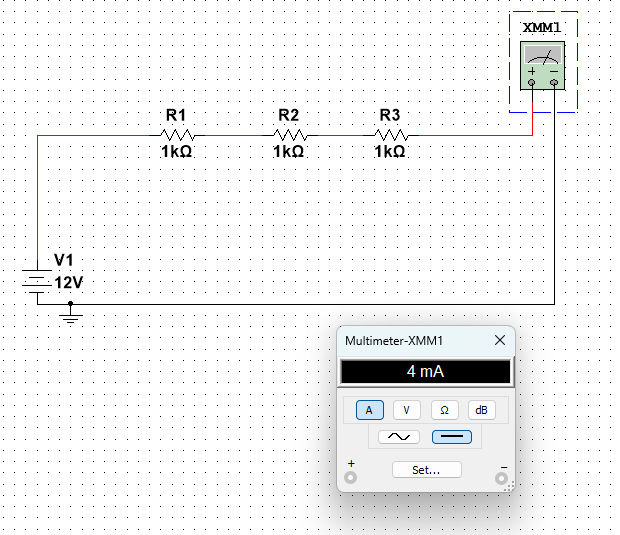 XMM1
+ −
R1 R2 R3
1kΩ 1kΩ 1kΩ
V1
12V
Multimeter-XMM1
4 mA
A V Ω dB
+ Set... −